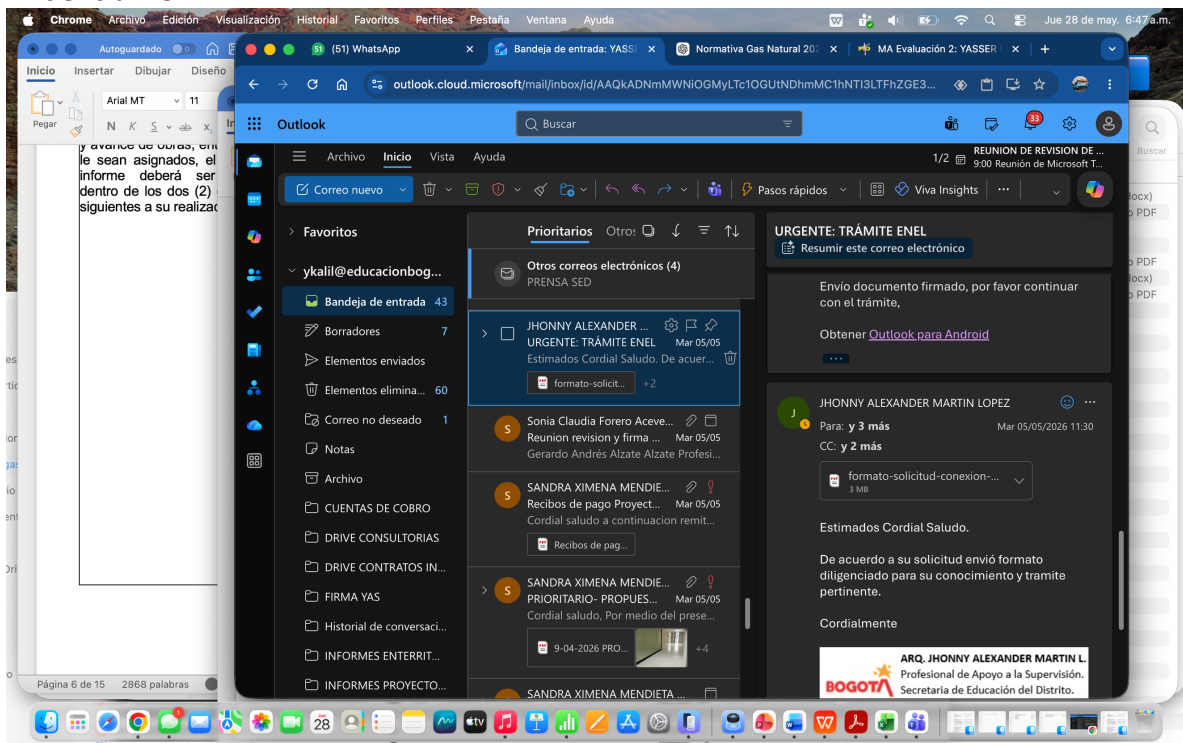 Chrome Archivo Edición Visualización Historial Favoritos Perfiles Pestaña Ventana Ayuda
Jue 28 de may. 6:47 a.m.
Autoguardado
(51) WhatsApp
Bandeja de entrada: YASS
Normativa Gas Natural 202
MA Evaluación 2: YASSER
Inicio Insertar Dibujar Diseño
outlook.cloud.microsoft/mail/inbox/id/AAQkADNmMWNiOGMyLTc1OGUtNDhmMC1hNTI3LTFhZGE3...
Arial MT 11
Pegar
N K S ab x
Outlook
Buscar
33
Buscar
y avance de obras, ent
le sean asignados, el
informe deberá ser
dentro de los dos (2)
siguientes a su realizac
Archivo Inicio Vista Ayuda
1/2
REUNION DE REVISION DE ...
9:00 Reunión de Microsoft T...
Correo nuevo
Pasos rápidos
Viva Insights
Favoritos
ykalil@educacionbog...
Bandeja de entrada 43
Borradores 7
Elementos enviados
Elementos elimina... 60
Correo no deseado 1
Notas
Archivo
CUENTAS DE COBRO
DRIVE CONSULTORIAS
DRIVE CONTRATOS IN...
FIRMA YAS
Historial de conversaci...
INFORMES ENTERRIT...
INFORMES PROYECTO...
Prioritarios Otros
Otros correos electrónicos (4)
PRENSA SED
JHONNY ALEXANDER ...
URGENTE: TRÁMITE ENEL Mar 05/05
Estimados Cordial Saludo. De acuer...
formato-solicit... +2
S
Sonia Claudia Forero Aceve...
Reunion revision y firma ... Mar 05/05
Gerardo Andrés Alzate Alzate Profesi...
S
SANDRA XIMENA MENDIE...
Recibos de pago Proyect... Mar 05/05
Cordial saludo a continuacion remit...
Recibos de pag...
S
SANDRA XIMENA MENDIE...
PRIORITARIO- PROPUES... Mar 05/05
Cordial saludo, Por medio del prese...
9-04-2026 PRO... +4
SANDRA XIMENA MENDIETA ...
URGENTE: TRÁMITE ENEL
Resumir este correo electrónico
Envío documento firmado, por favor continuar
con el trámite,
Obtener Outlook para Android
J
JHONNY ALEXANDER MARTIN LOPEZ
Para: y 3 más Mar 05/05/2026 11:30
CC: y 2 más
formato-solicitud-conexion-...
3 MB
Estimados Cordial Saludo.
De acuerdo a su solicitud envió formato
diligenciado para su conocimiento y tramite
pertinente.
Cordialmente
BOGOTÁ
ARQ. JHONNY ALEXANDER MARTIN L.
Profesional de Apoyo a la Supervisión.
Secretaria de Educación del Distrito.
ocx)
PDF
PDF
ocx)
PDF
Página 6 de 15 2868 palabras
28
tv